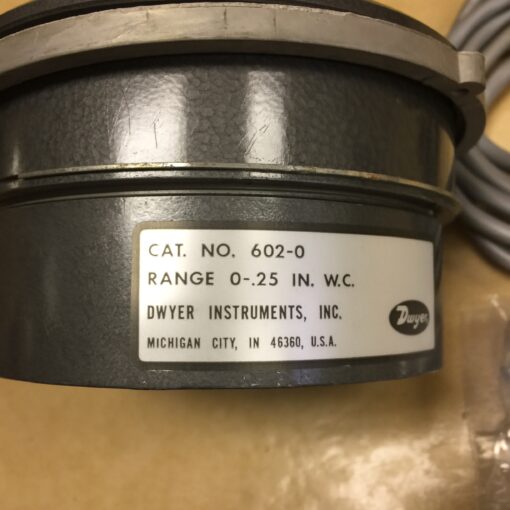 CAT. NO. 602-0
RANGE 0-.25 IN. W.C.
DWYER INSTRUMENTS, INC.
MICHIGAN CITY, IN 46360, U.S.A.
Dwyer